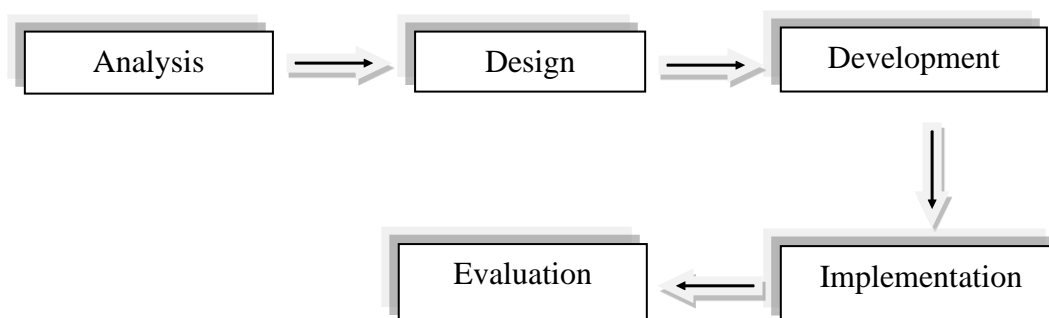 Analysis
Design
Development
Implementation
Evaluation